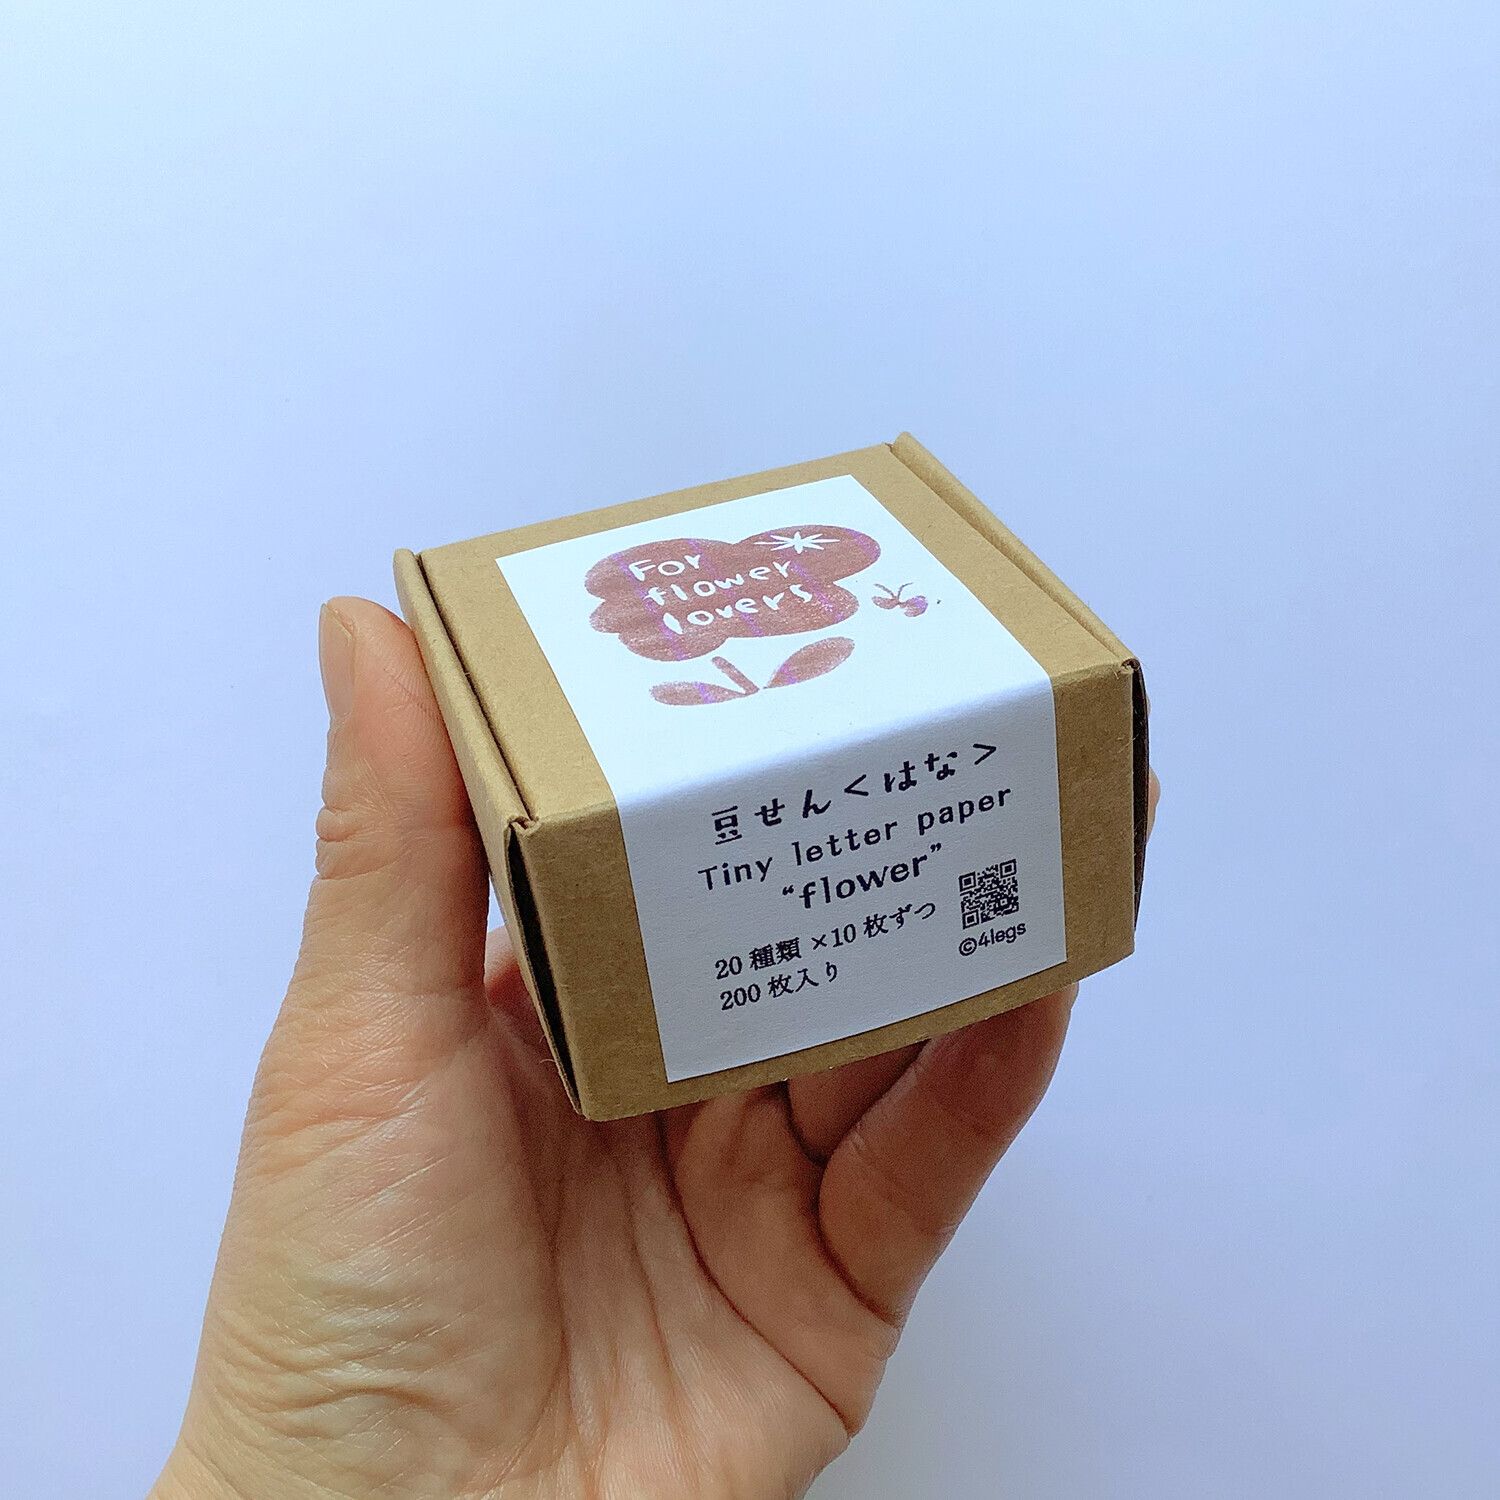 For
flower
lovers
豆せん<はな>
Tiny letter paper
“flower”
20種類×10枚ずつ
200枚入り
©4legs